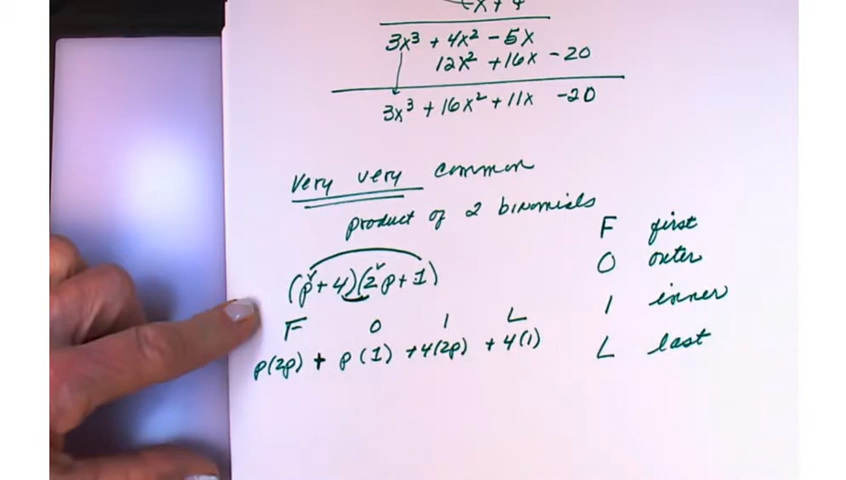 x + 4
3x³ + 4x² - 5x
12x² + 16x - 20
3x³ + 16x² + 11x - 20
Very very common
product of 2 binomials
(p + 4)(2p + 1)
F O I L
p(2p) + p(1) + 4(2p) + 4(1)
F first
O outer
I inner
L last